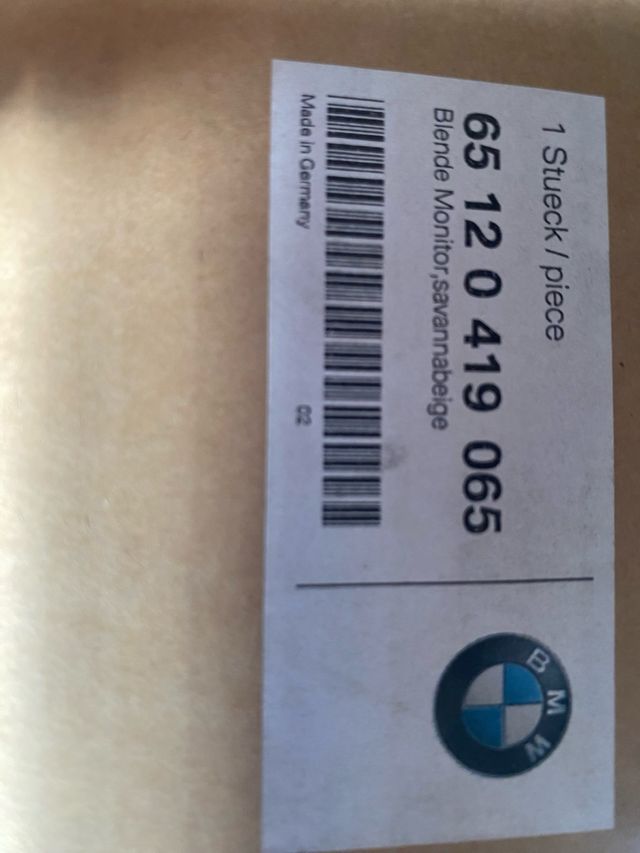 1 Stueck / piece
65 12 0 419 065
Blende Monitor,savannabeige
Made in Germany
02
BMW